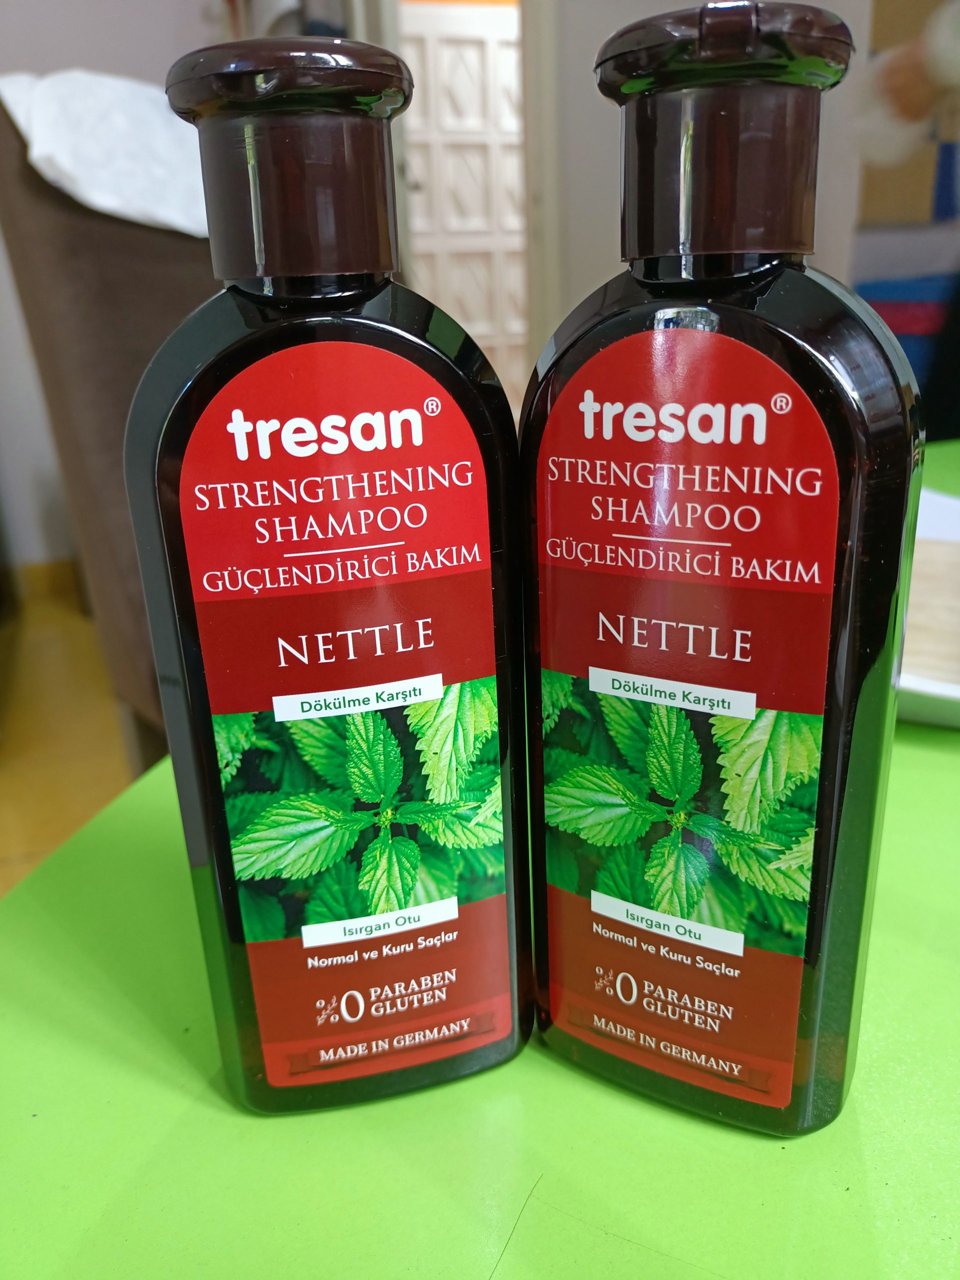 tresan®
STRENGTHENING
SHAMPOO
GÜÇLENDİRİCİ BAKIM
NETTLE
Dökülme Karşıtı
Isırgan Otu
Normal ve Kuru Saçlar
%0 PARABEN
GLUTEN
MADE IN GERMANY
tresan®
STRENGTHENING
SHAMPOO
GÜÇLENDİRİCİ BAKIM
NETTLE
Dökülme Karşıtı
Isırgan Otu
Normal ve Kuru Saçlar
%0 PARABEN
GLUTEN
MADE IN GERMANY